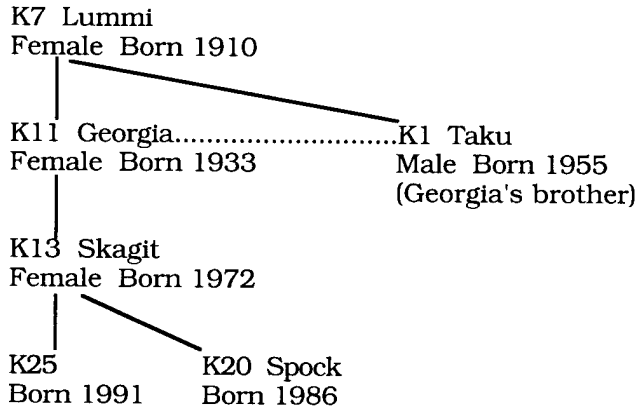 K7 Lummi
Female Born 1910
K11 Georgia............................K1 Taku
Female Born 1933
Male Born 1955
(Georgia's brother)
K13 Skagit
Female Born 1972
K25
Born 1991
K20 Spock
Born 1986